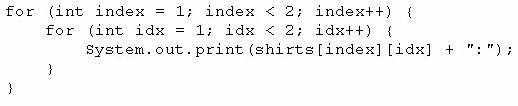 for (int index = 1; index < 2; index++) {
    for (int idx = 1; idx < 2; idx++) {
        System.out.print(shirts[index][idx] + ":");
    }
}